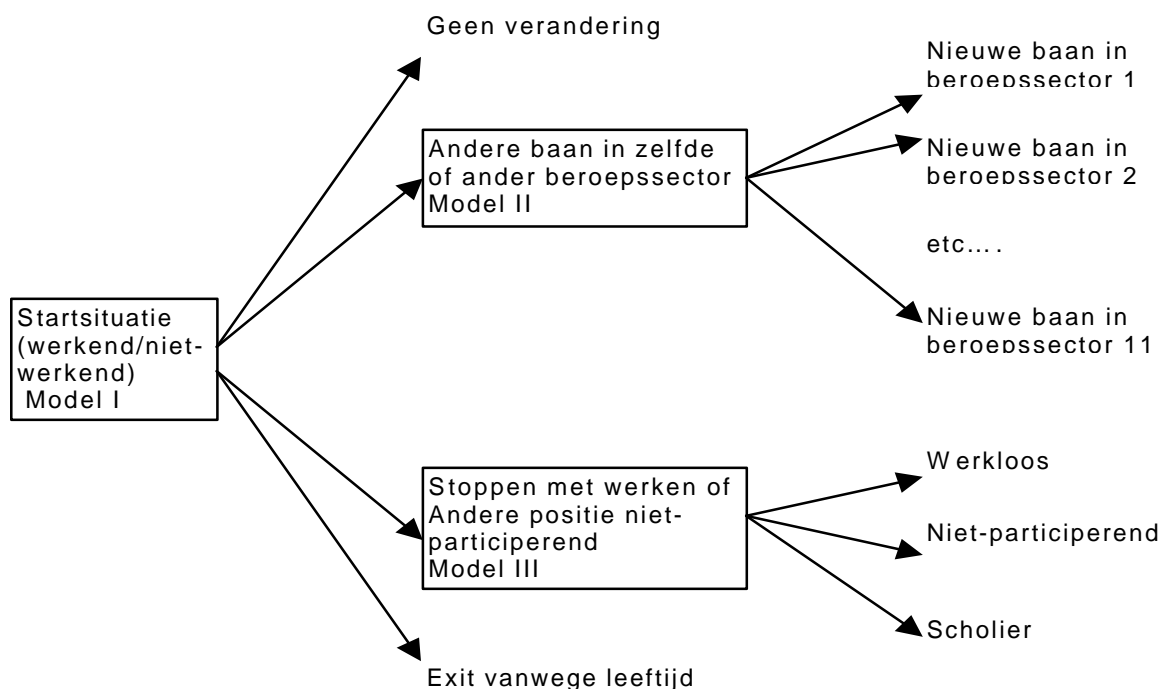 Geen verandering
Nieuwe baan in
beroepssector 1
Andere baan in zelfde
of ander beroepssector
Model II
Nieuwe baan in
beroepssector 2
etc….
Startsituatie
(werkend/niet-
werkend)
Model I
Nieuwe baan in
beroepssector 11
Stoppen met werken of
Andere positie niet-
participerend
Model III
Werkloos
Niet-participerend
Scholier
Exit vanwege leeftijd